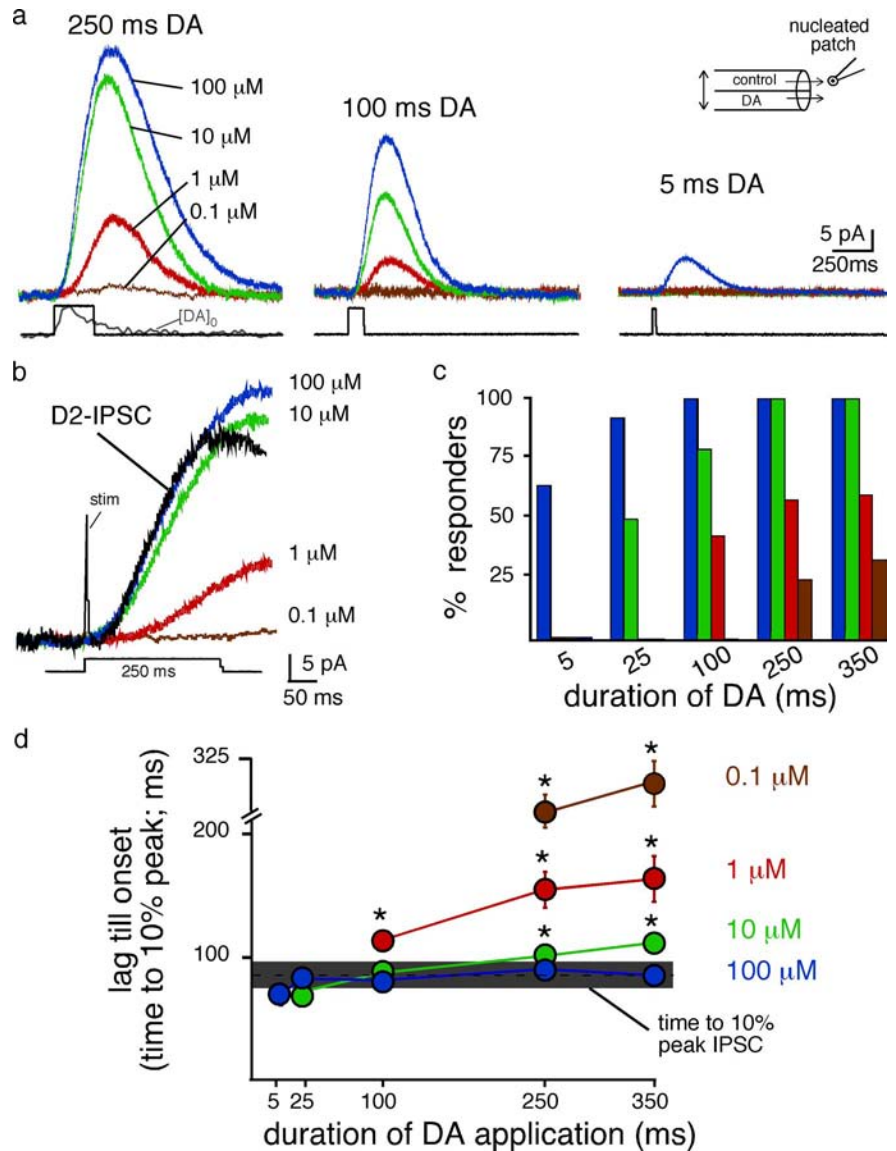 a
250 ms DA
100 μM
10 μM
1 μM
0.1 μM
[DA]₀
100 ms DA
nucleated
patch
control
DA
5 ms DA
5 pA
250ms
b
D2-IPSC
stim
100 μM
10 μM
1 μM
0.1 μM
250 ms
5 pA
50 ms
c
% responders
100
75
50
25
5 25 100 250 350
duration of DA (ms)
d
lag till onset
(time to 10% peak; ms)
325
200
100
0.1 μM
1 μM
10 μM
100 μM
* * * * * * *
time to 10%
peak IPSC
5 25 100 250 350
duration of DA application (ms)